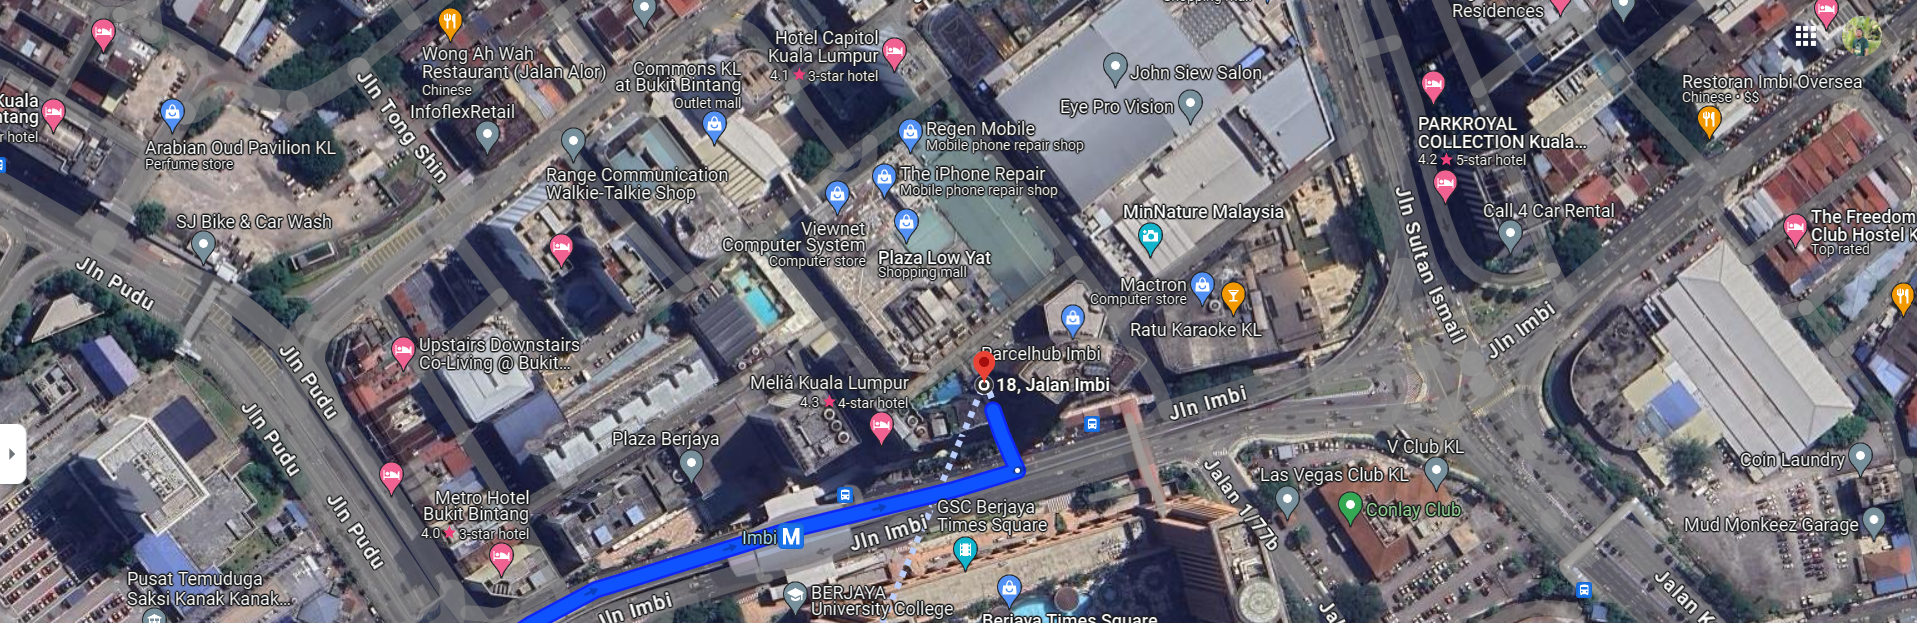 Shopping mall
Residences
Wong Ah Wah
Restaurant (Jalan Alor)
Chinese
Hotel Capitol
Kuala Lumpur
4.1 ★ 3-star hotel
Commons KL
at Bukit Bintang
Outlet mall
John Siew Salon
Eye Pro Vision
Restoran Imbi Oversea
Chinese • $$
Jln Tong Shin
InfoflexRetail
Arabian Oud Pavilion KL
Perfume store
Regen Mobile
Mobile phone repair shop
PARKROYAL
COLLECTION Kuala...
4.2 ★ 5-star hotel
Range Communication
Walkie-Talkie Shop
The iPhone Repair
Mobile phone repair shop
SJ Bike & Car Wash
MinNature Malaysia
Jln Sultan Ismail
Call 4 Car Rental
The Freedom
Club Hostel K
Top rated
Viewnet
Computer System
Computer store
Plaza Low Yat
Shopping mall
Jln Pudu
Mactron
Computer store
Ratu Karaoke KL
Jln Imbi
Upstairs Downstairs
Co-Living @ Bukit...
Jln Pudu
Parcelhub Imbi
18, Jalan Imbi
Meliá Kuala Lumpur
4.3 ★ 4-star hotel
Jln Imbi
Jln Pudu
Plaza Berjaya
V Club KL
Las Vegas Club KL
Coin Laundry
Jalan 1/77b
Metro Hotel
Bukit Bintang
4.0 ★ 3-star hotel
Jln Pudu
GSC Berjaya
Times Square
Conlay Club
Mud Monkeez Garage
Imbi M
Jln Imbi
Pusat Temuduga
Saksi Kanak Kanak...
BERJAYA
University College
Jln Imbi
Berjaya Times Square
Jalan K